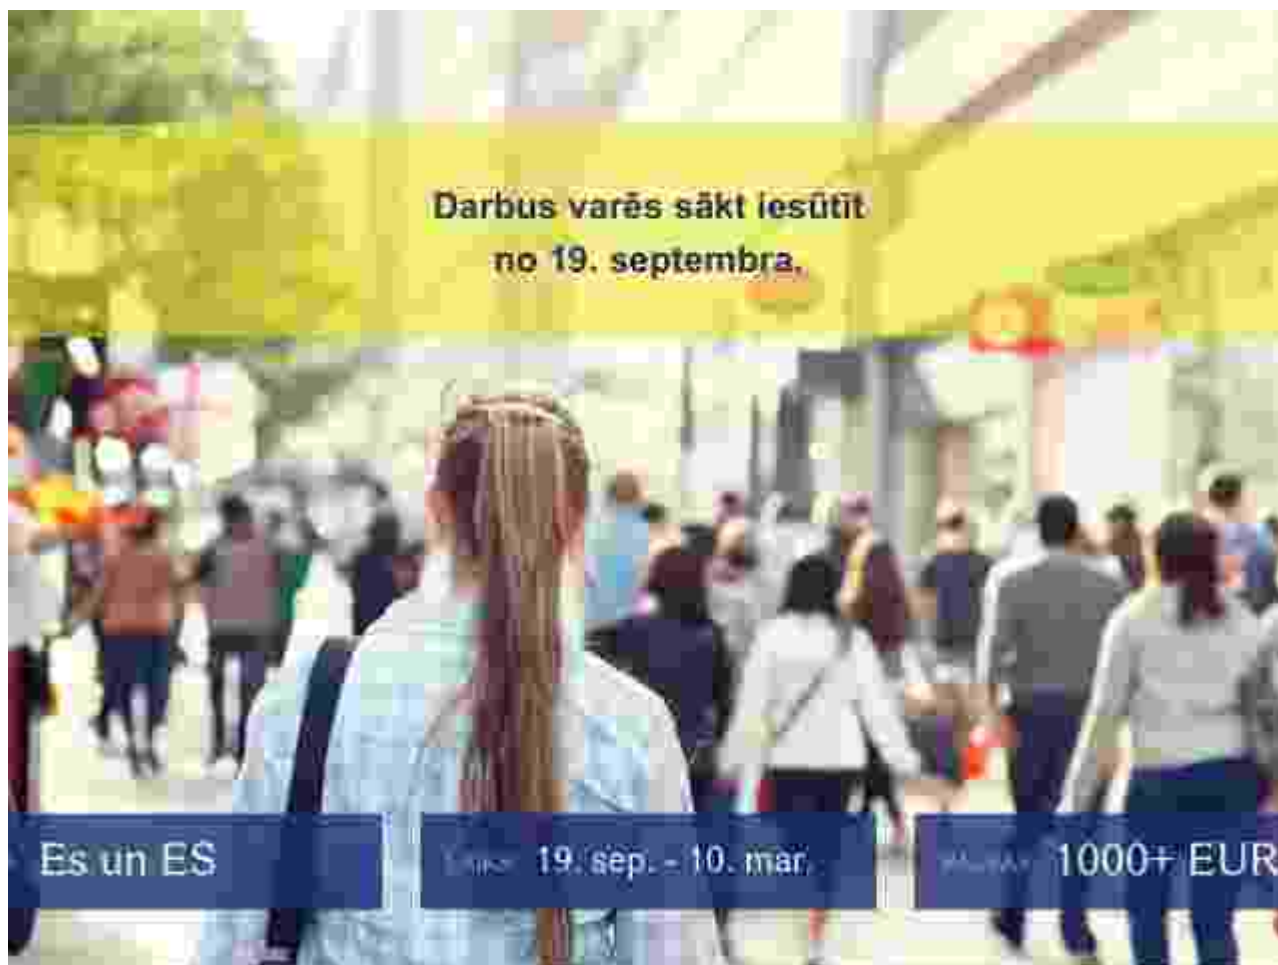 Darbus varēs sākt iesūtīt
no 19. septembra.
Es un ES
19. sep. - 10. mar.
1000+ EUR